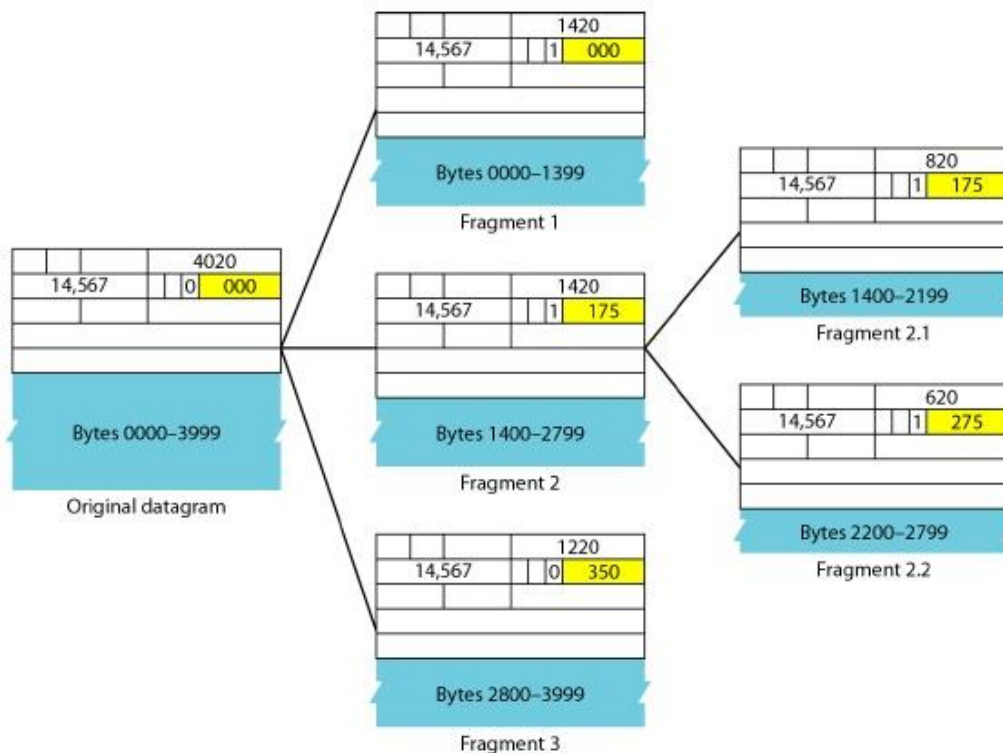 4020
14,567 0 000
Bytes 0000–3999
Original datagram
1420
14,567 1 000
Bytes 0000–1399
Fragment 1
1420
14,567 1 175
Bytes 1400–2799
Fragment 2
1220
14,567 0 350
Bytes 2800–3999
Fragment 3
820
14,567 1 175
Bytes 1400–2199
Fragment 2.1
620
14,567 1 275
Bytes 2200–2799
Fragment 2.2